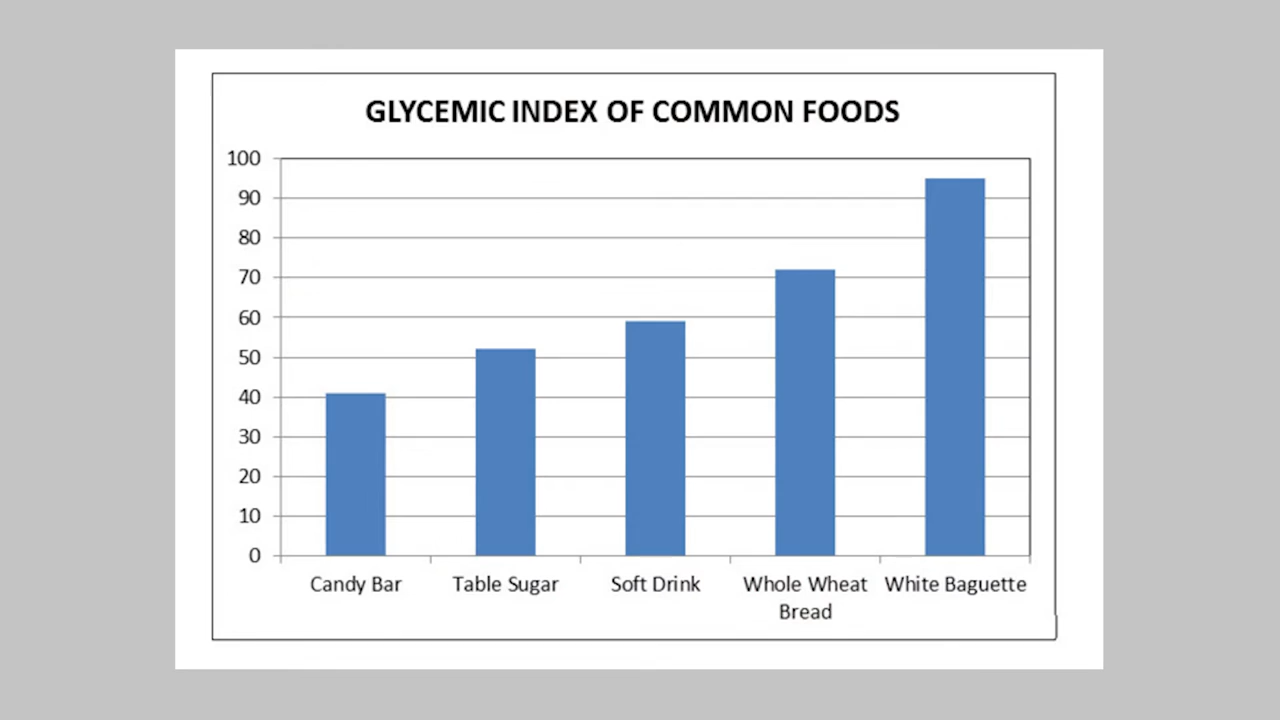 GLYCEMIC INDEX OF COMMON FOODS
100
90
80
70
60
50
40
30
20
10
0
Candy Bar
Table Sugar
Soft Drink
Whole Wheat
Bread
White Baguette